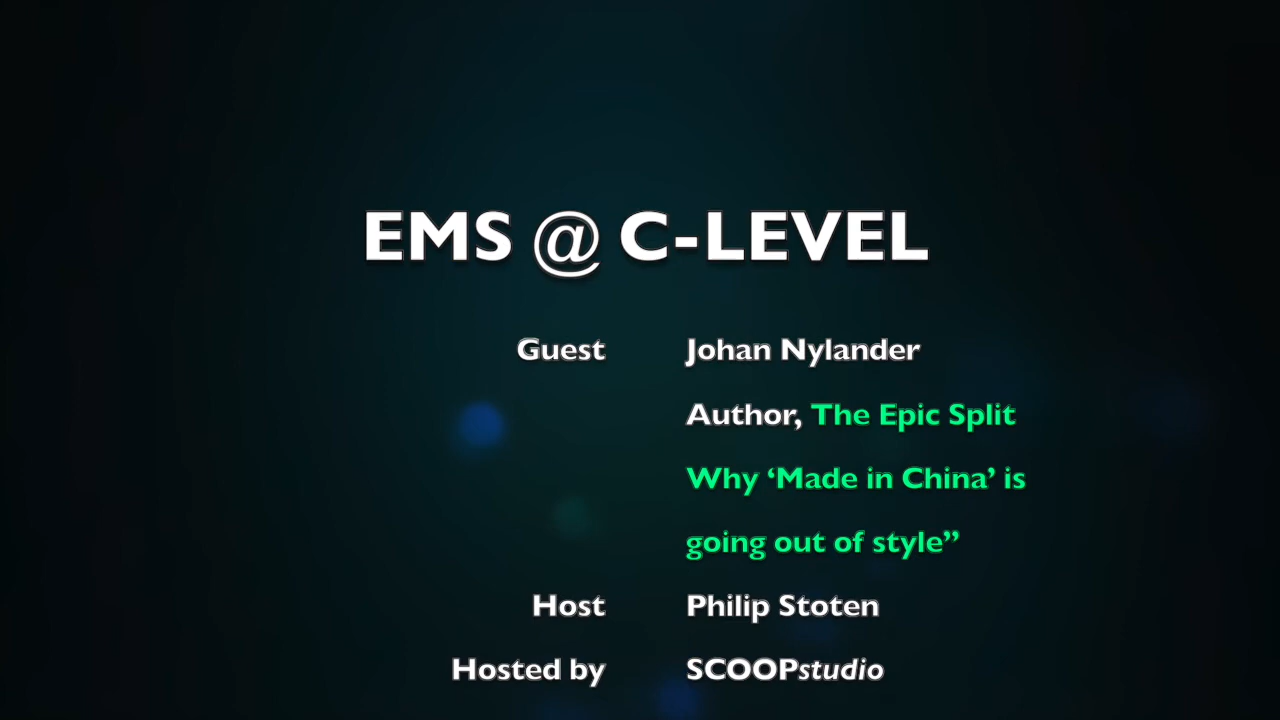 EMS @ C-LEVEL
Guest Johan Nylander
Author, The Epic Split
Why ‘Made in China’ is
going out of style”
Host Philip Stoten
Hosted by SCOOPstudio